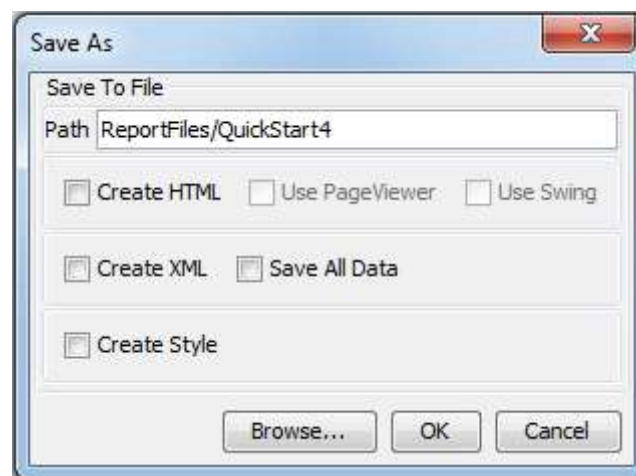 Save As
Save To File
Path ReportFiles/QuickStart4
Create HTML Use PageViewer Use Swing
Create XML Save All Data
Create Style
Browse... OK Cancel